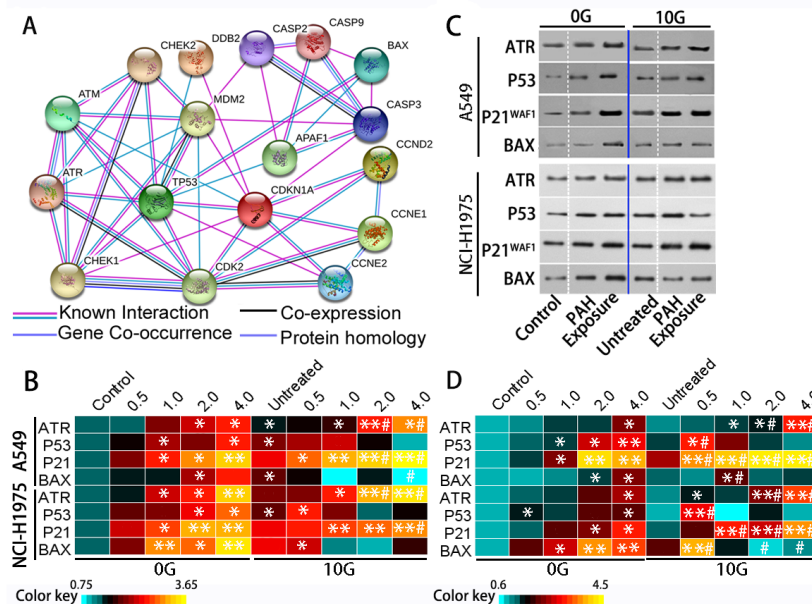 A
CHEK2
DDB2
CASP2
CASP9
BAX
ATM
MDM2
CASP3
APAF1
CCND2
ATR
TP53
CDKN1A
CCNE1
CHEK1
CDK2
CCNE2
Known Interaction
Co-expression
Gene Co-occurrence
Protein homology
C
0G 10G
A549
ATR
P53
P21WAF1
BAX
NCI-H1975
ATR
P53
P21WAF1
BAX
Control PAH Exposure Untreated PAH Exposure
B
Control 0.5 1.0 2.0 4.0 Untreated 0.5 1.0 2.0 4.0
A549
ATR * * * * **# *#
P53 * * * *
P21 ** * ** ** * ** **# **#
BAX * * #
NCI-H1975
ATR * * ** * **# **#
P53 * * * *
P21 * ** ** ** ** **#
BAX ** * ** *
0G 10G
Color key 0.75 3.65
D
Control 0.5 1.0 2.0 4.0 Untreated 0.5 1.0 2.0 4.0
ATR * * *# **#
P53 * * ** *#
P21 * ** ** **# **# **# **#
BAX * * *#
ATR * * **# **#
P53 * * **#
P21 * * **# **# **# **#
BAX * ** ** **# # #
0G 10G
Color key 0.6 4.5